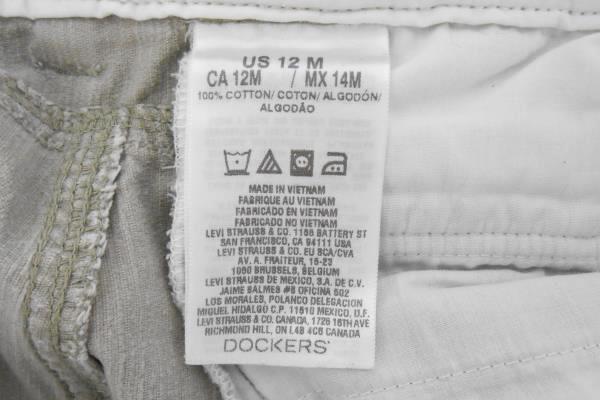 US 12 M
CA 12M / MX 14M
100% COTTON/ COTON/ ALGODÓN/
ALGODÃO
MADE IN VIETNAM
FABRIQUE AU VIETNAM
FABRICADO EN VIETNAM
FABRICADO NO VIETNAM
LEVI STRAUSS & CO. 1155 BATTERY ST
SAN FRANCISCO, CA 94111 USA
LEVI STRAUSS & CO. EU SCA/CVA
AV. A. FRAITEUR, 15-23
1050 BRUSSELS, BELGIUM
LEVI STRAUSS DE MEXICO, S.A. DE C.V.
JAIME BALMES #8 OFICINA 602
LOS MORALES, POLANCO DELEGACION
MIGUEL HIDALGO C.P. 11510 MEXICO, D.F.
LEVI STRAUSS & CO. CANADA, 1725 16TH AVE
RICHMOND HILL, ON L4B 4C6 CANADA
DOCKERS®